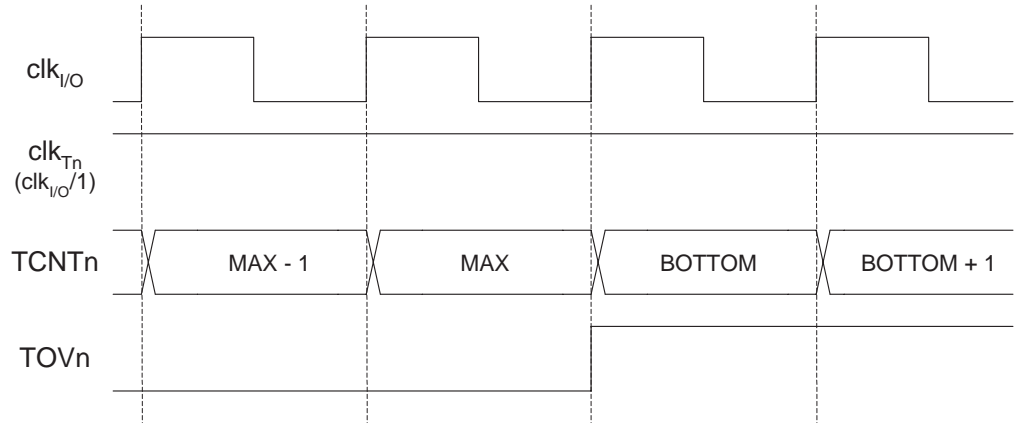 clkI/O
clkTn
(clkI/O/1)
TCNTn MAX - 1 MAX BOTTOM BOTTOM + 1
TOVn